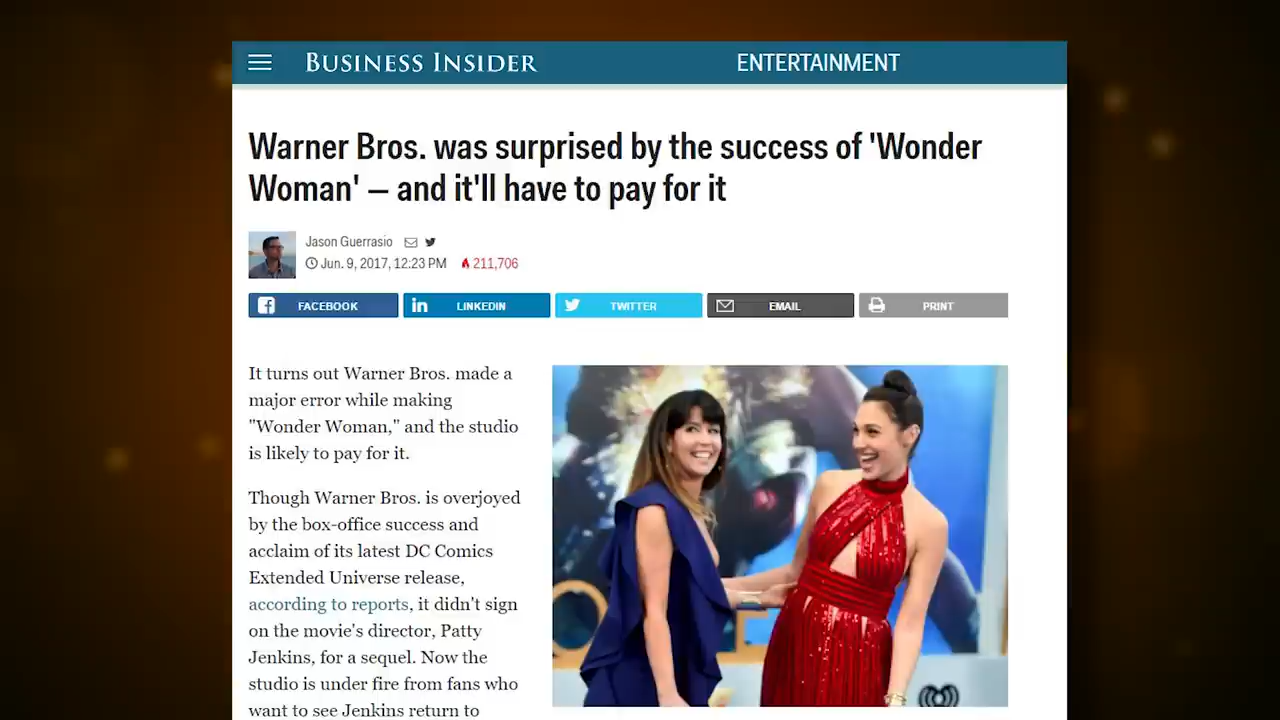 BUSINESS INSIDER
ENTERTAINMENT
Warner Bros. was surprised by the success of 'Wonder
Woman' — and it'll have to pay for it
Jason Guerrasio
Jun. 9, 2017, 12:23 PM 211,706
FACEBOOK
LINKEDIN
TWITTER
EMAIL
PRINT
It turns out Warner Bros. made a
major error while making
"Wonder Woman," and the studio
is likely to pay for it.
Though Warner Bros. is overjoyed
by the box-office success and
acclaim of its latest DC Comics
Extended Universe release,
according to reports, it didn't sign
on the movie's director, Patty
Jenkins, for a sequel. Now the
studio is under fire from fans who
want to see Jenkins return to